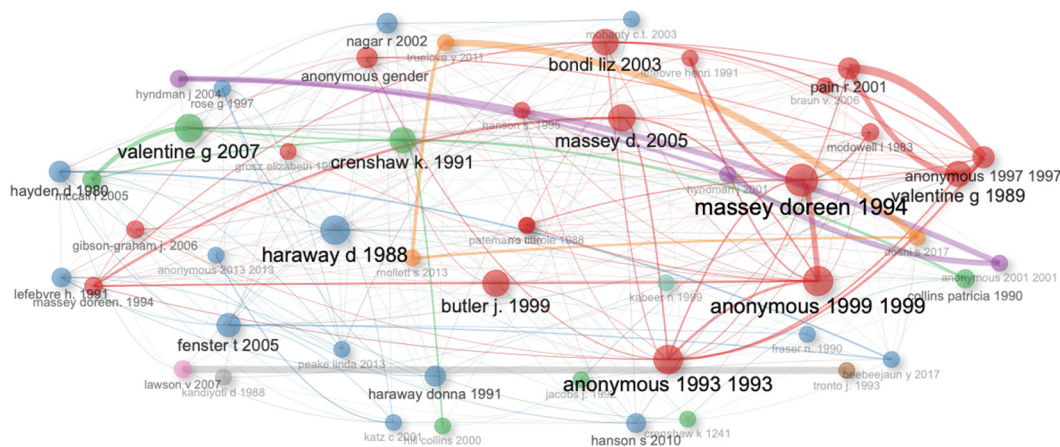 mohanty c.t. 2003
nagar r 2002
truelove y 2011
bondi liz 2003
anonymous gender
lefebvre henri 1991
pain r 2001
hyndman j 2004
rose g 1997
braun v. 2006
hanson s. 1995
massey d. 2005
mcdowell l 1983
valentine g 2007
grosz elizabeth
crenshaw k. 1991
hayden d 1980
mccall l 2005
hyndman j 2001
anonymous 1997 1997
valentine g 1989
massey doreen 1994
gibson-graham j. 2006
haraway d 1988
pateman carole 1988
doshi s 2017
anonymous 2013 2013
mollett s 2013
anonymous 2001 2001
collins patricia 1990
lefebvre h. 1991
massey doreen. 1994
kabeer n 1999
butler j. 1999
anonymous 1999 1999
fenster t 2005
fraser n. 1990
peake linda 2013
lawson v 2007
kandiyoti d 1988
haraway donna 1991
anonymous 1993 1993
beebeejaun y 2017
tronto j. 1993
jacobs j.
katz c 2001
hill collins 2000
hanson s 2010
crenshaw k 1241